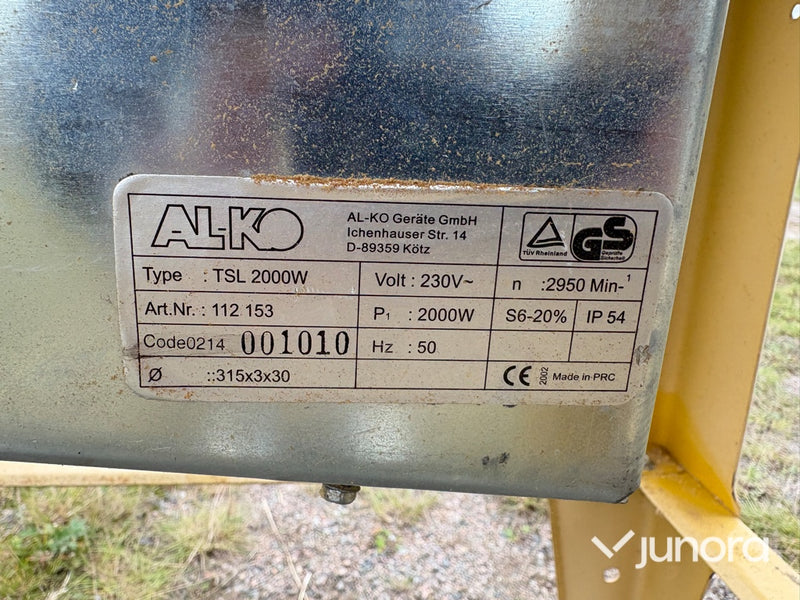 AL-KO
AL-KO Geräte GmbH
Ichenhauser Str. 14
D-89359 Kötz
TÜV Rheinland
GS
Geprüfte
Sicherheit
Type : TSL 2000W
Volt : 230V~
n :2950 Min-¹
Art.Nr. : 112 153
P1 : 2000W
S6-20%
IP 54
Code0214 001010
Hz : 50
Ø ::315x3x30
CE
2002
Made in PRC
junora